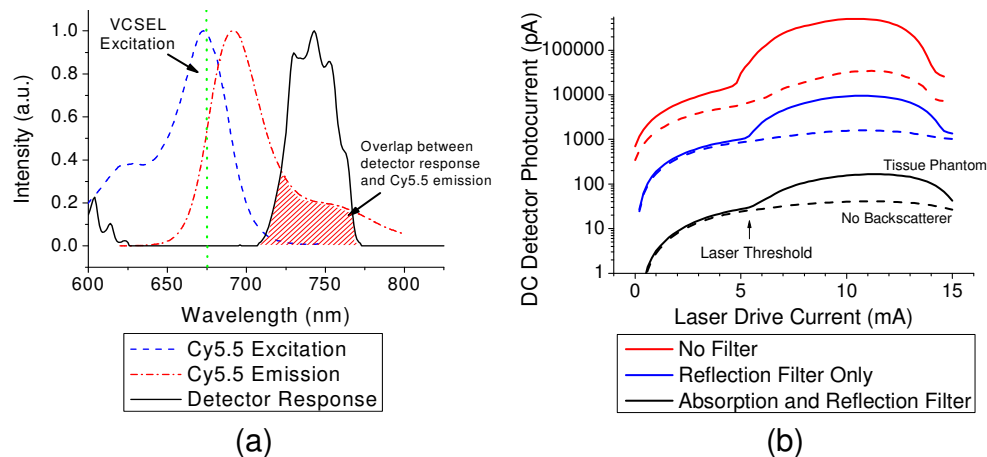 VCSEL
Excitation
Overlap between
detector response
and Cy5.5 emission
Intensity (a.u.)
1.0
0.8
0.6
0.4
0.2
0.0
600
650
700
750
800
Wavelength (nm)
Cy5.5 Excitation
Cy5.5 Emission
Detector Response
(a)
DC Detector Photocurrent (pA)
100000
10000
1000
100
10
1
Tissue Phantom
No Backscatterer
Laser Threshold
0
5
10
15
Laser Drive Current (mA)
No Filter
Reflection Filter Only
Absorption and Reflection Filter
(b)